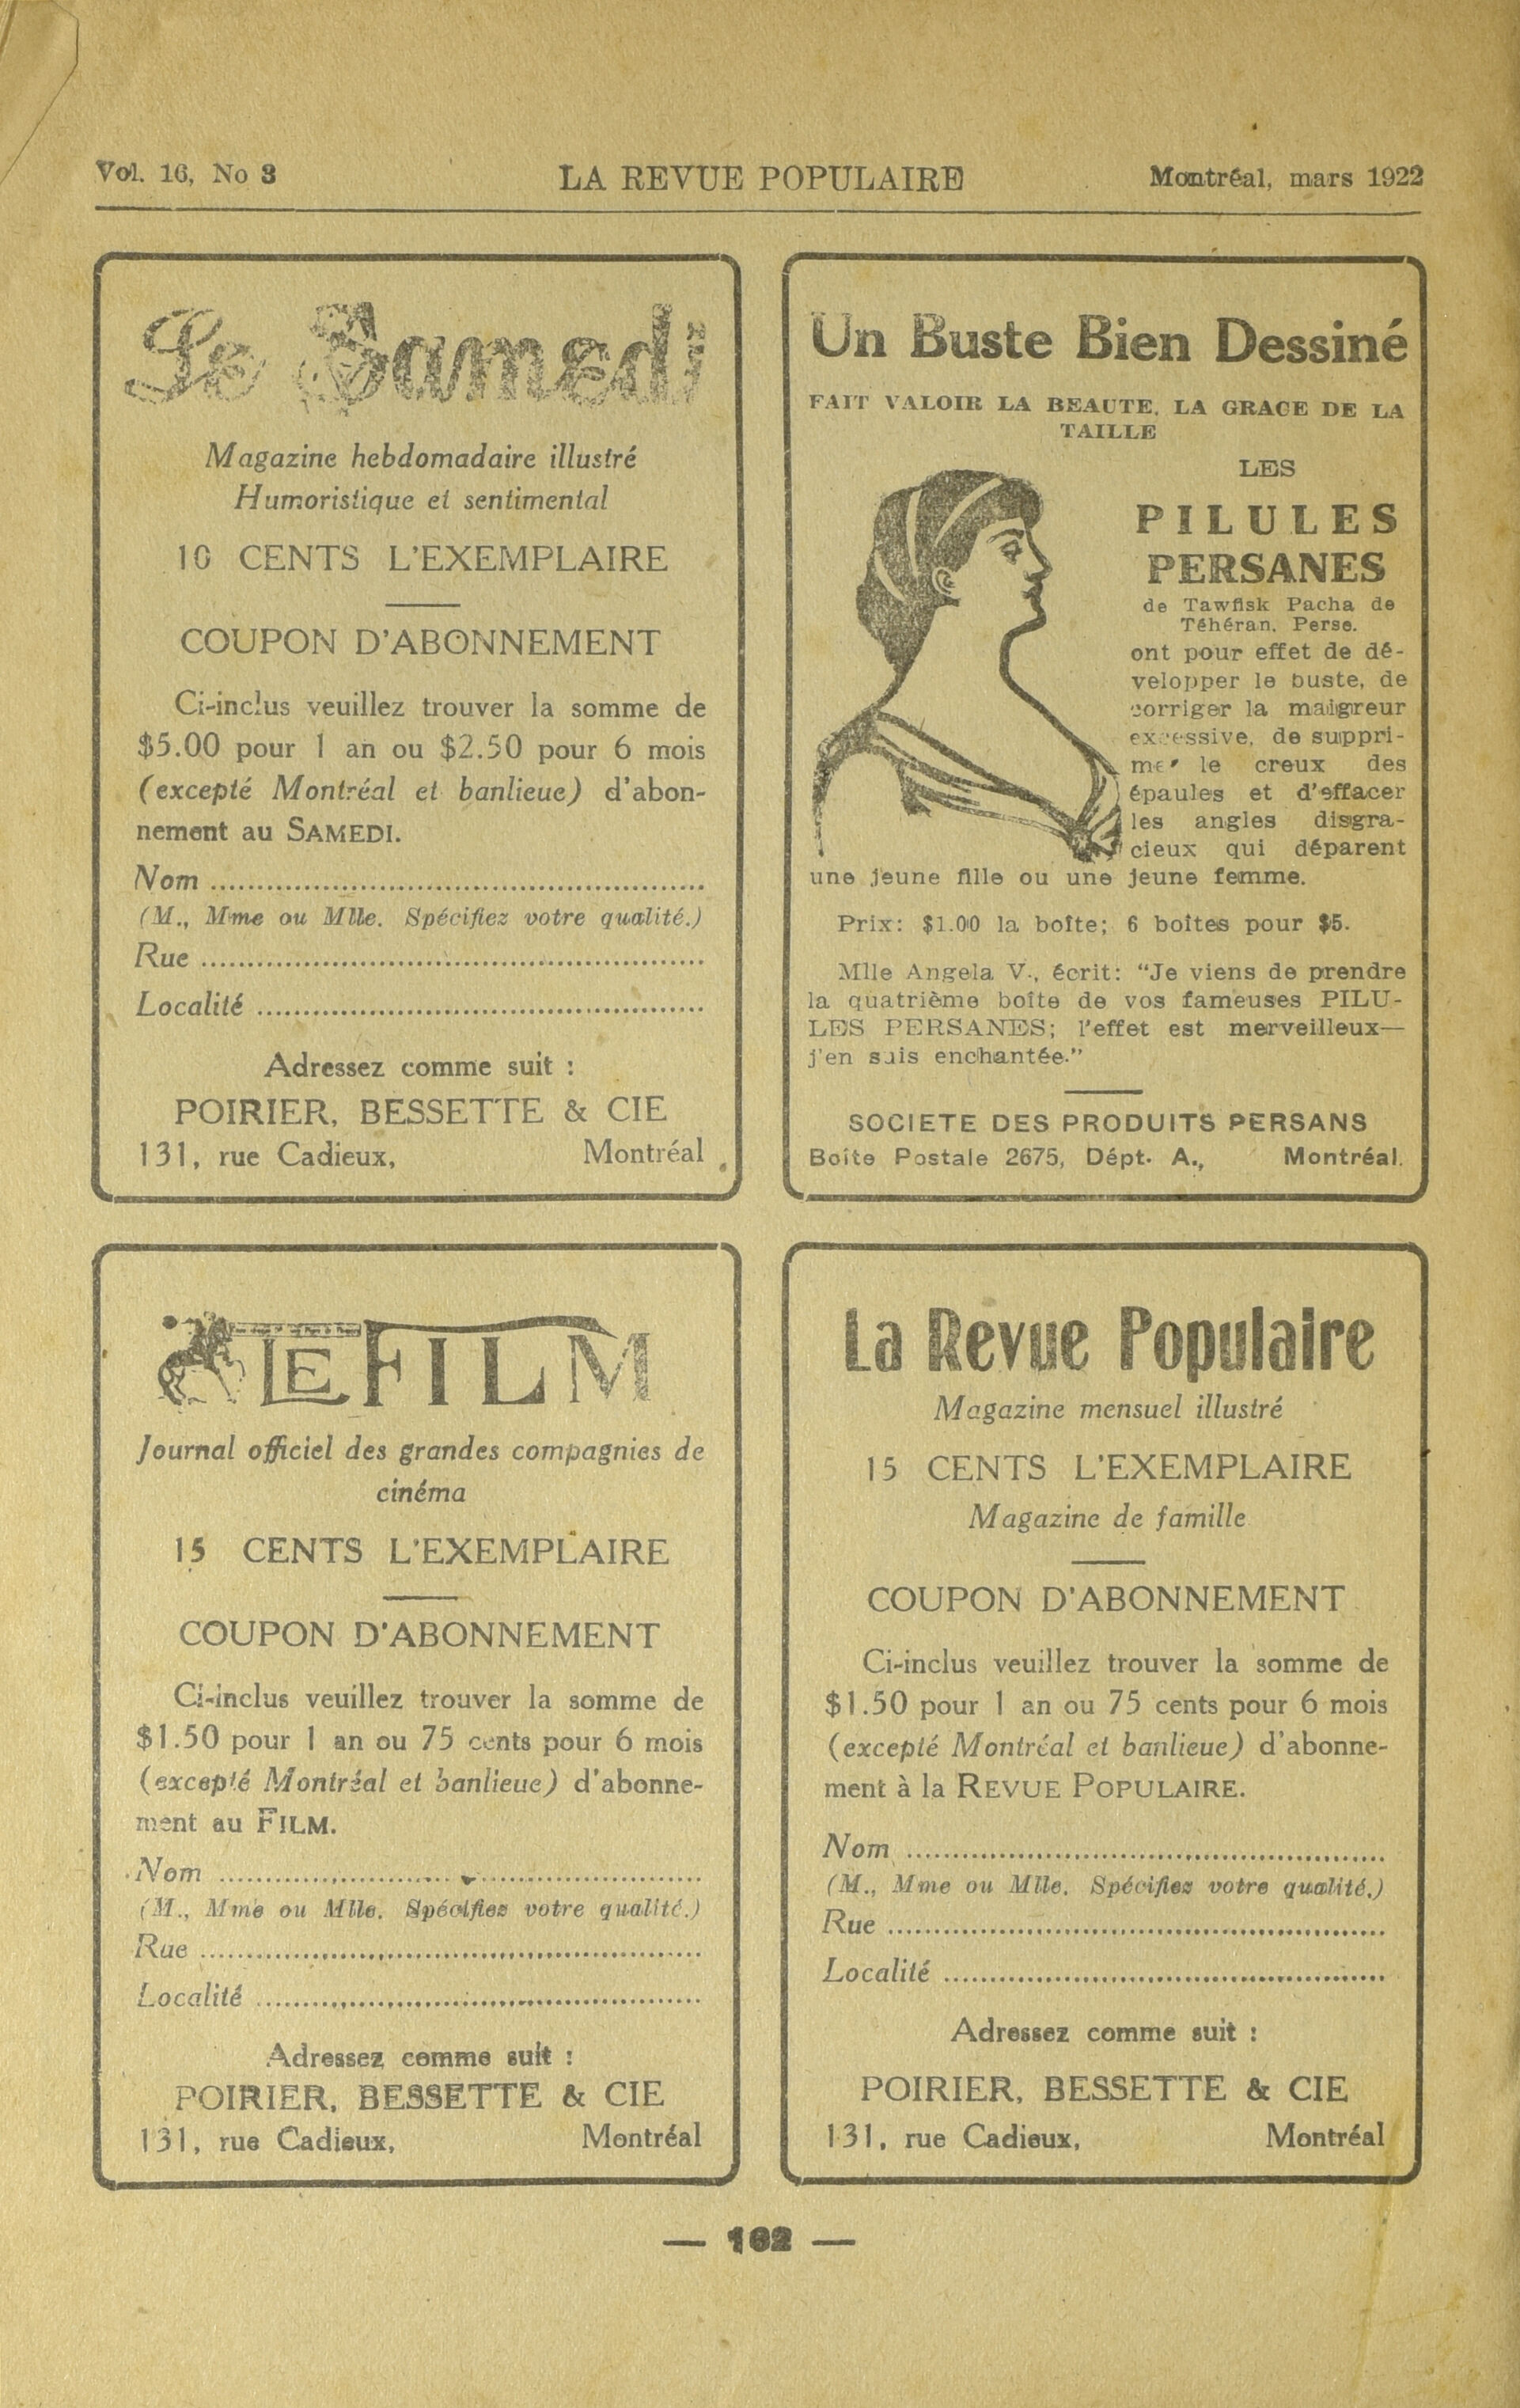 Vol. 16, No 3
LA REVUE POPULAIRE
Montréal, mars 1922
Le Samedi
Magazine hebdomadaire illustré
Humoristique et sentimental
10 CENTS L'EXEMPLAIRE
COUPON D'ABONNEMENT
Ci-inclus veuillez trouver la somme de
$5.00 pour 1 an ou $2.50 pour 6 mois
(excepté Montréal et banlieue) d'abon-
nement au SAMEDI.
Nom
(M., Mme ou Mlle. Spécifiez votre qualité.)
Rue
Localité
Adressez comme suit :
POIRIER, BESSETTE & CIE
131, rue Cadieux, Montréal
Un Buste Bien Dessiné
FAIT VALOIR LA BEAUTE, LA GRACE DE LA
TAILLE
LES
PILULES
PERSANES
de Tawfisk Pacha de
Téhéran, Perse.
ont pour effet de dé-
velopper le buste, de
corriger la maigreur
excessive, de suppri-
mer le creux des
épaules et d'effacer
les angles disgra-
cieux qui déparent
une jeune fille ou une jeune femme.
Prix: $1.00 la boîte; 6 boîtes pour $5.
Mlle Angela V., écrit: "Je viens de prendre
la quatrième boîte de vos fameuses PILU-
LES PERSANES; l'effet est merveilleux—
j'en suis enchantée."
SOCIETE DES PRODUITS PERSANS
Boîte Postale 2675, Dépt. A., Montréal.
LE FILM
Journal officiel des grandes compagnies de
cinéma
15 CENTS L'EXEMPLAIRE
COUPON D'ABONNEMENT
Ci-inclus veuillez trouver la somme de
$1.50 pour 1 an ou 75 cents pour 6 mois
(excepté Montréal et banlieue) d'abonne-
ment au FILM.
Nom
(M., Mme ou Mlle. Spécifiez votre qualité.)
Rue
Localité
Adressez comme suit :
POIRIER, BESSETTE & CIE
131, rue Cadieux, Montréal
La Revue Populaire
Magazine mensuel illustré
15 CENTS L'EXEMPLAIRE
Magazine de famille
COUPON D'ABONNEMENT
Ci-inclus veuillez trouver la somme de
$1.50 pour 1 an ou 75 cents pour 6 mois
(excepté Montréal et banlieue) d'abonne-
ment à la REVUE POPULAIRE.
Nom
(M., Mme ou Mlle. Spécifiez votre qualité.)
Rue
Localité
Adressez comme suit :
POIRIER, BESSETTE & CIE
131, rue Cadieux, Montréal
— 162 —